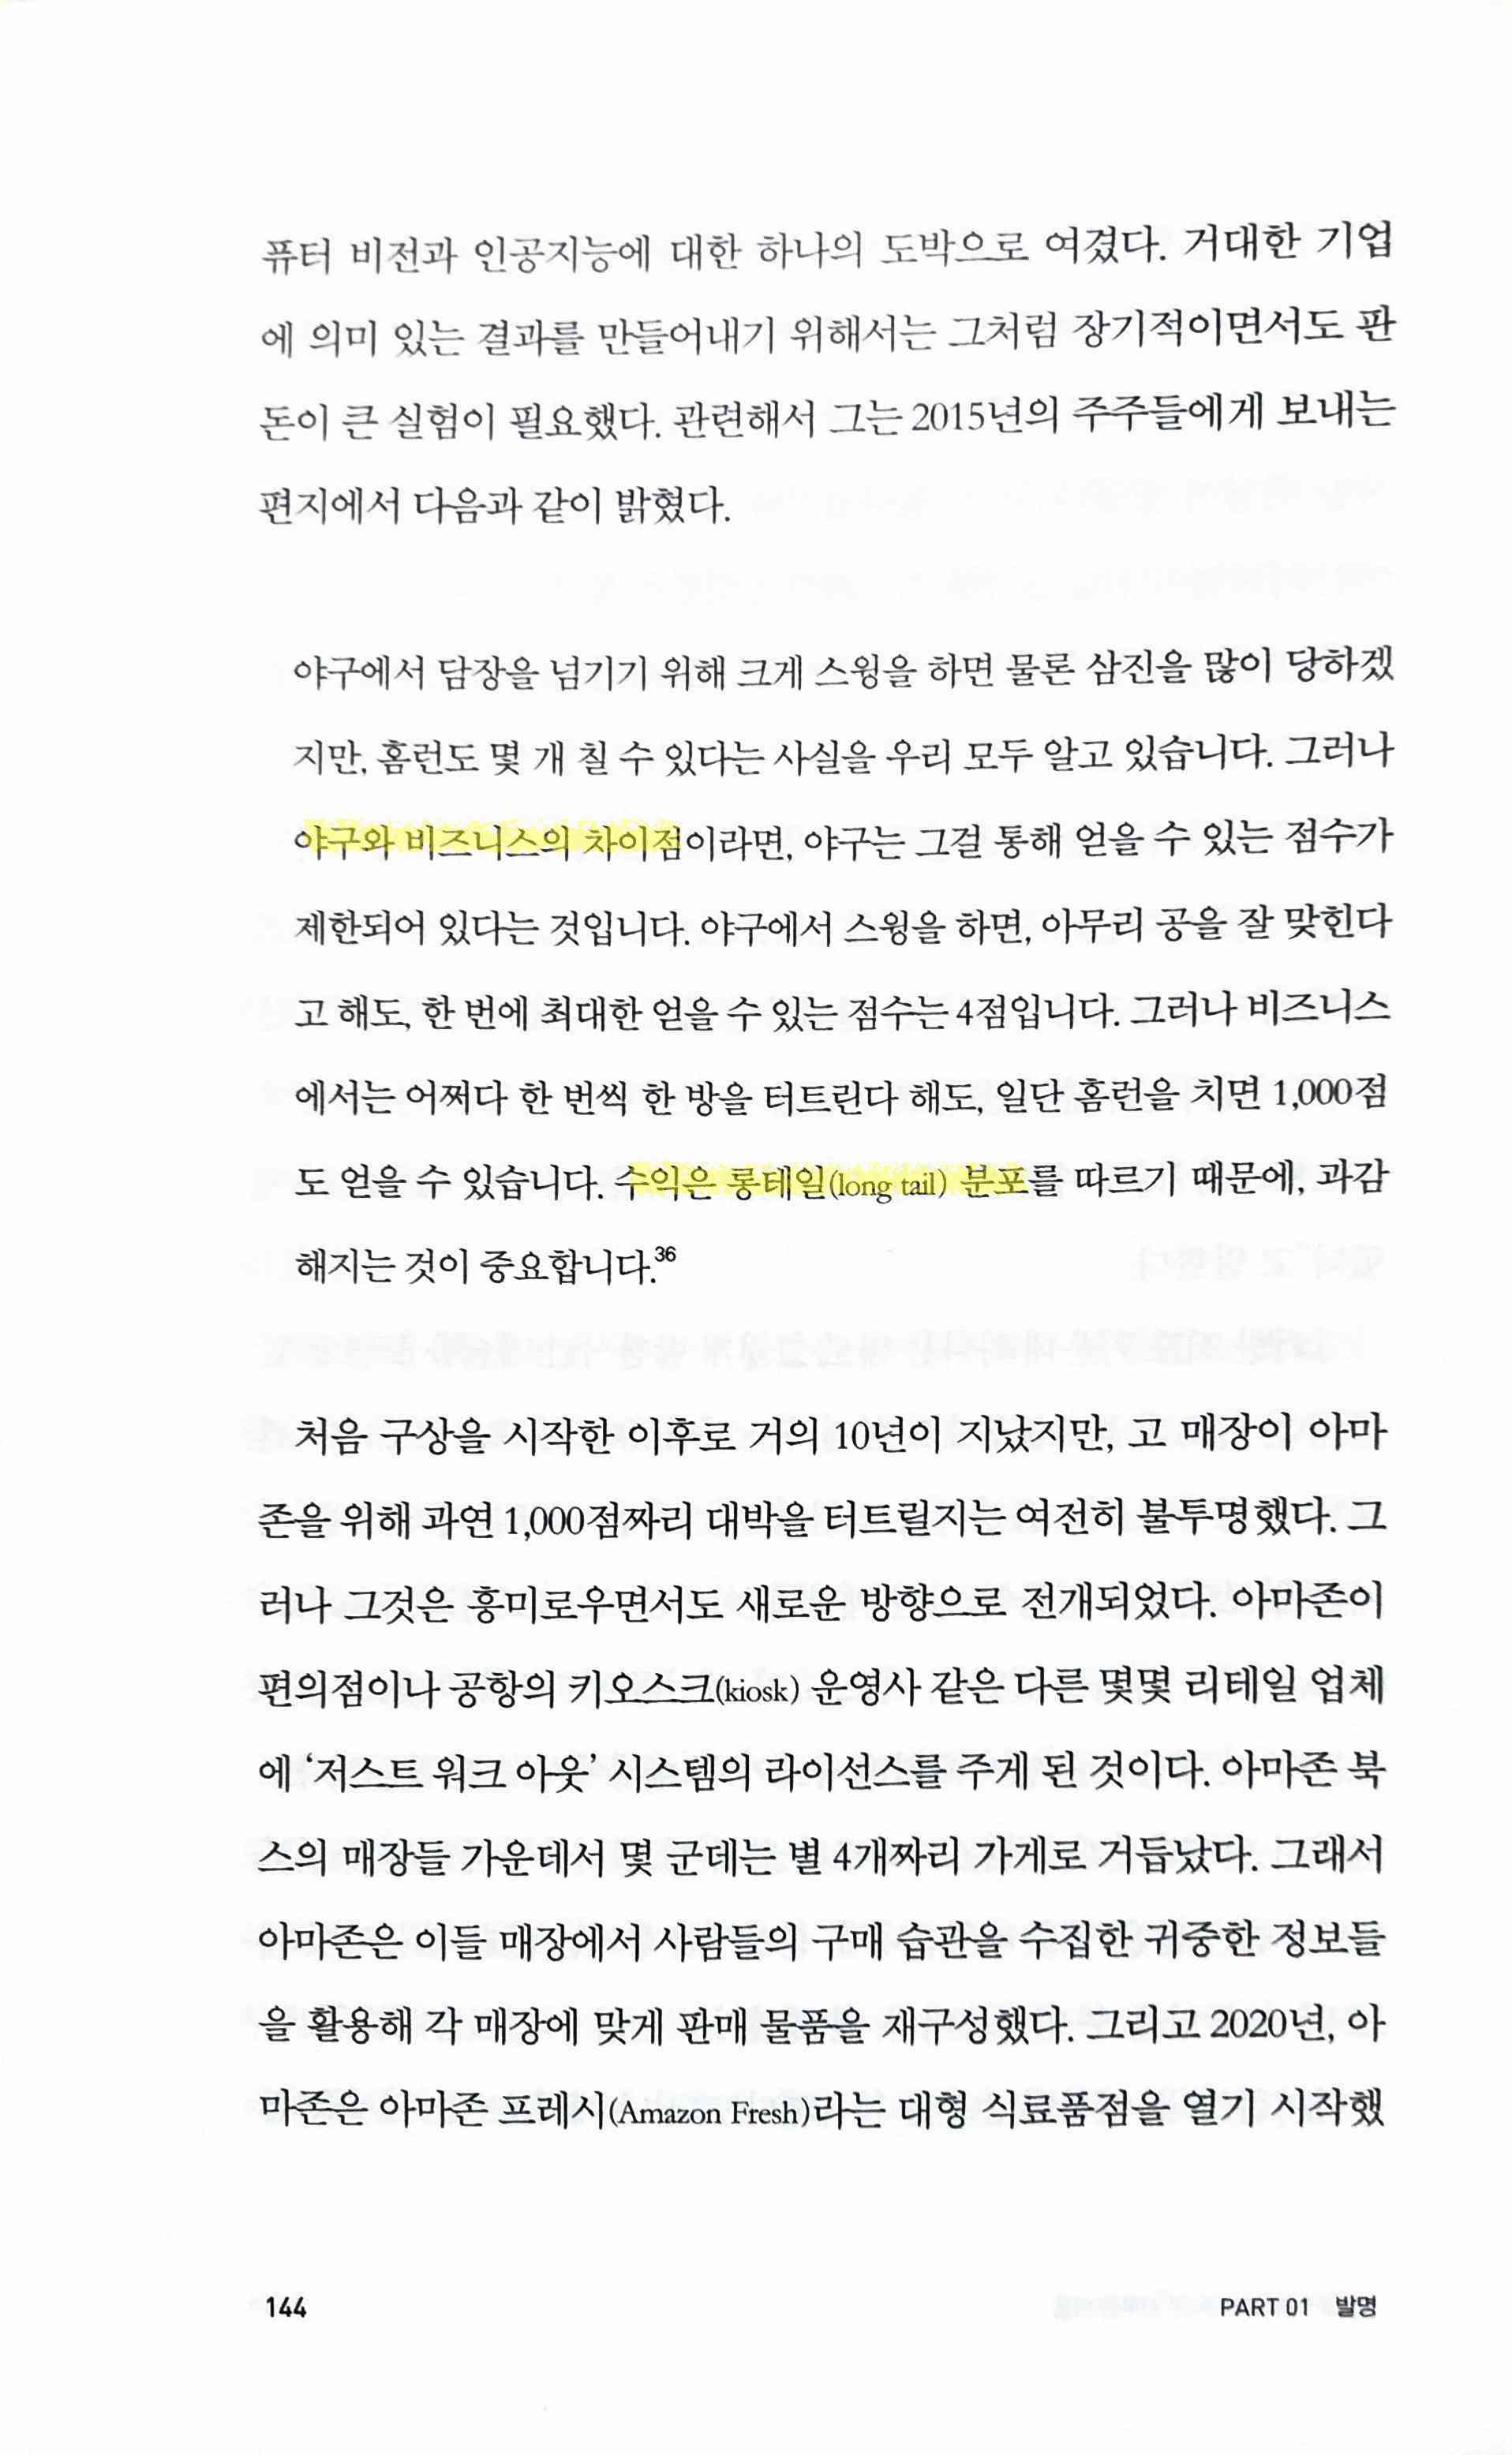 퓨터 비전과 인공지능에 대한 하나의 도박으로 여겼다. 거대한 기업
에 의미 있는 결과를 만들어내기 위해서는 그처럼 장기적이면서도 판
돈이 큰 실험이 필요했다. 관련해서 그는 2015년의 주주들에게 보내는
편지에서 다음과 같이 밝혔다.
야구에서 담장을 넘기기 위해 크게 스윙을 하면 물론 삼진을 많이 당하겠
지만, 홈런도 몇 개 칠 수 있다는 사실을 우리 모두 알고 있습니다. 그러나
야구와 비즈니스의 차이점이라면, 야구는 그걸 통해 얻을 수 있는 점수가
제한되어 있다는 것입니다. 야구에서 스윙을 하면, 아무리 공을 잘 맞힌다
고 해도, 한 번에 최대한 얻을 수 있는 점수는 4점입니다. 그러나 비즈니스
에서는 어쩌다 한 번씩 한 방을 터트린다 해도, 일단 홈런을 치면 1,000점
도 얻을 수 있습니다. 수익은 롱테일(long tail) 분포를 따르기 때문에, 과감
해지는 것이 중요합니다.36
처음 구상을 시작한 이후로 거의 10년이 지났지만, 고 매장이 아마
존을 위해 과연 1,000점짜리 대박을 터트릴지는 여전히 불투명했다. 그
러나 그것은 흥미로우면서도 새로운 방향으로 전개되었다. 아마존이
편의점이나 공항의 키오스크(kiosk) 운영사 같은 다른 몇몇 리테일 업체
에 ‘저스트 워크 아웃’ 시스템의 라이선스를 주게 된 것이다. 아마존 북
스의 매장들 가운데서 몇 군데는 별 4개짜리 가게로 거듭났다. 그래서
아마존은 이들 매장에서 사람들의 구매 습관을 수집한 귀중한 정보들
을 활용해 각 매장에 맞게 판매 물품을 재구성했다. 그리고 2020년, 아
마존은 아마존 프레시(Amazon Fresh)라는 대형 식료품점을 열기 시작했
144
PART 01 발명